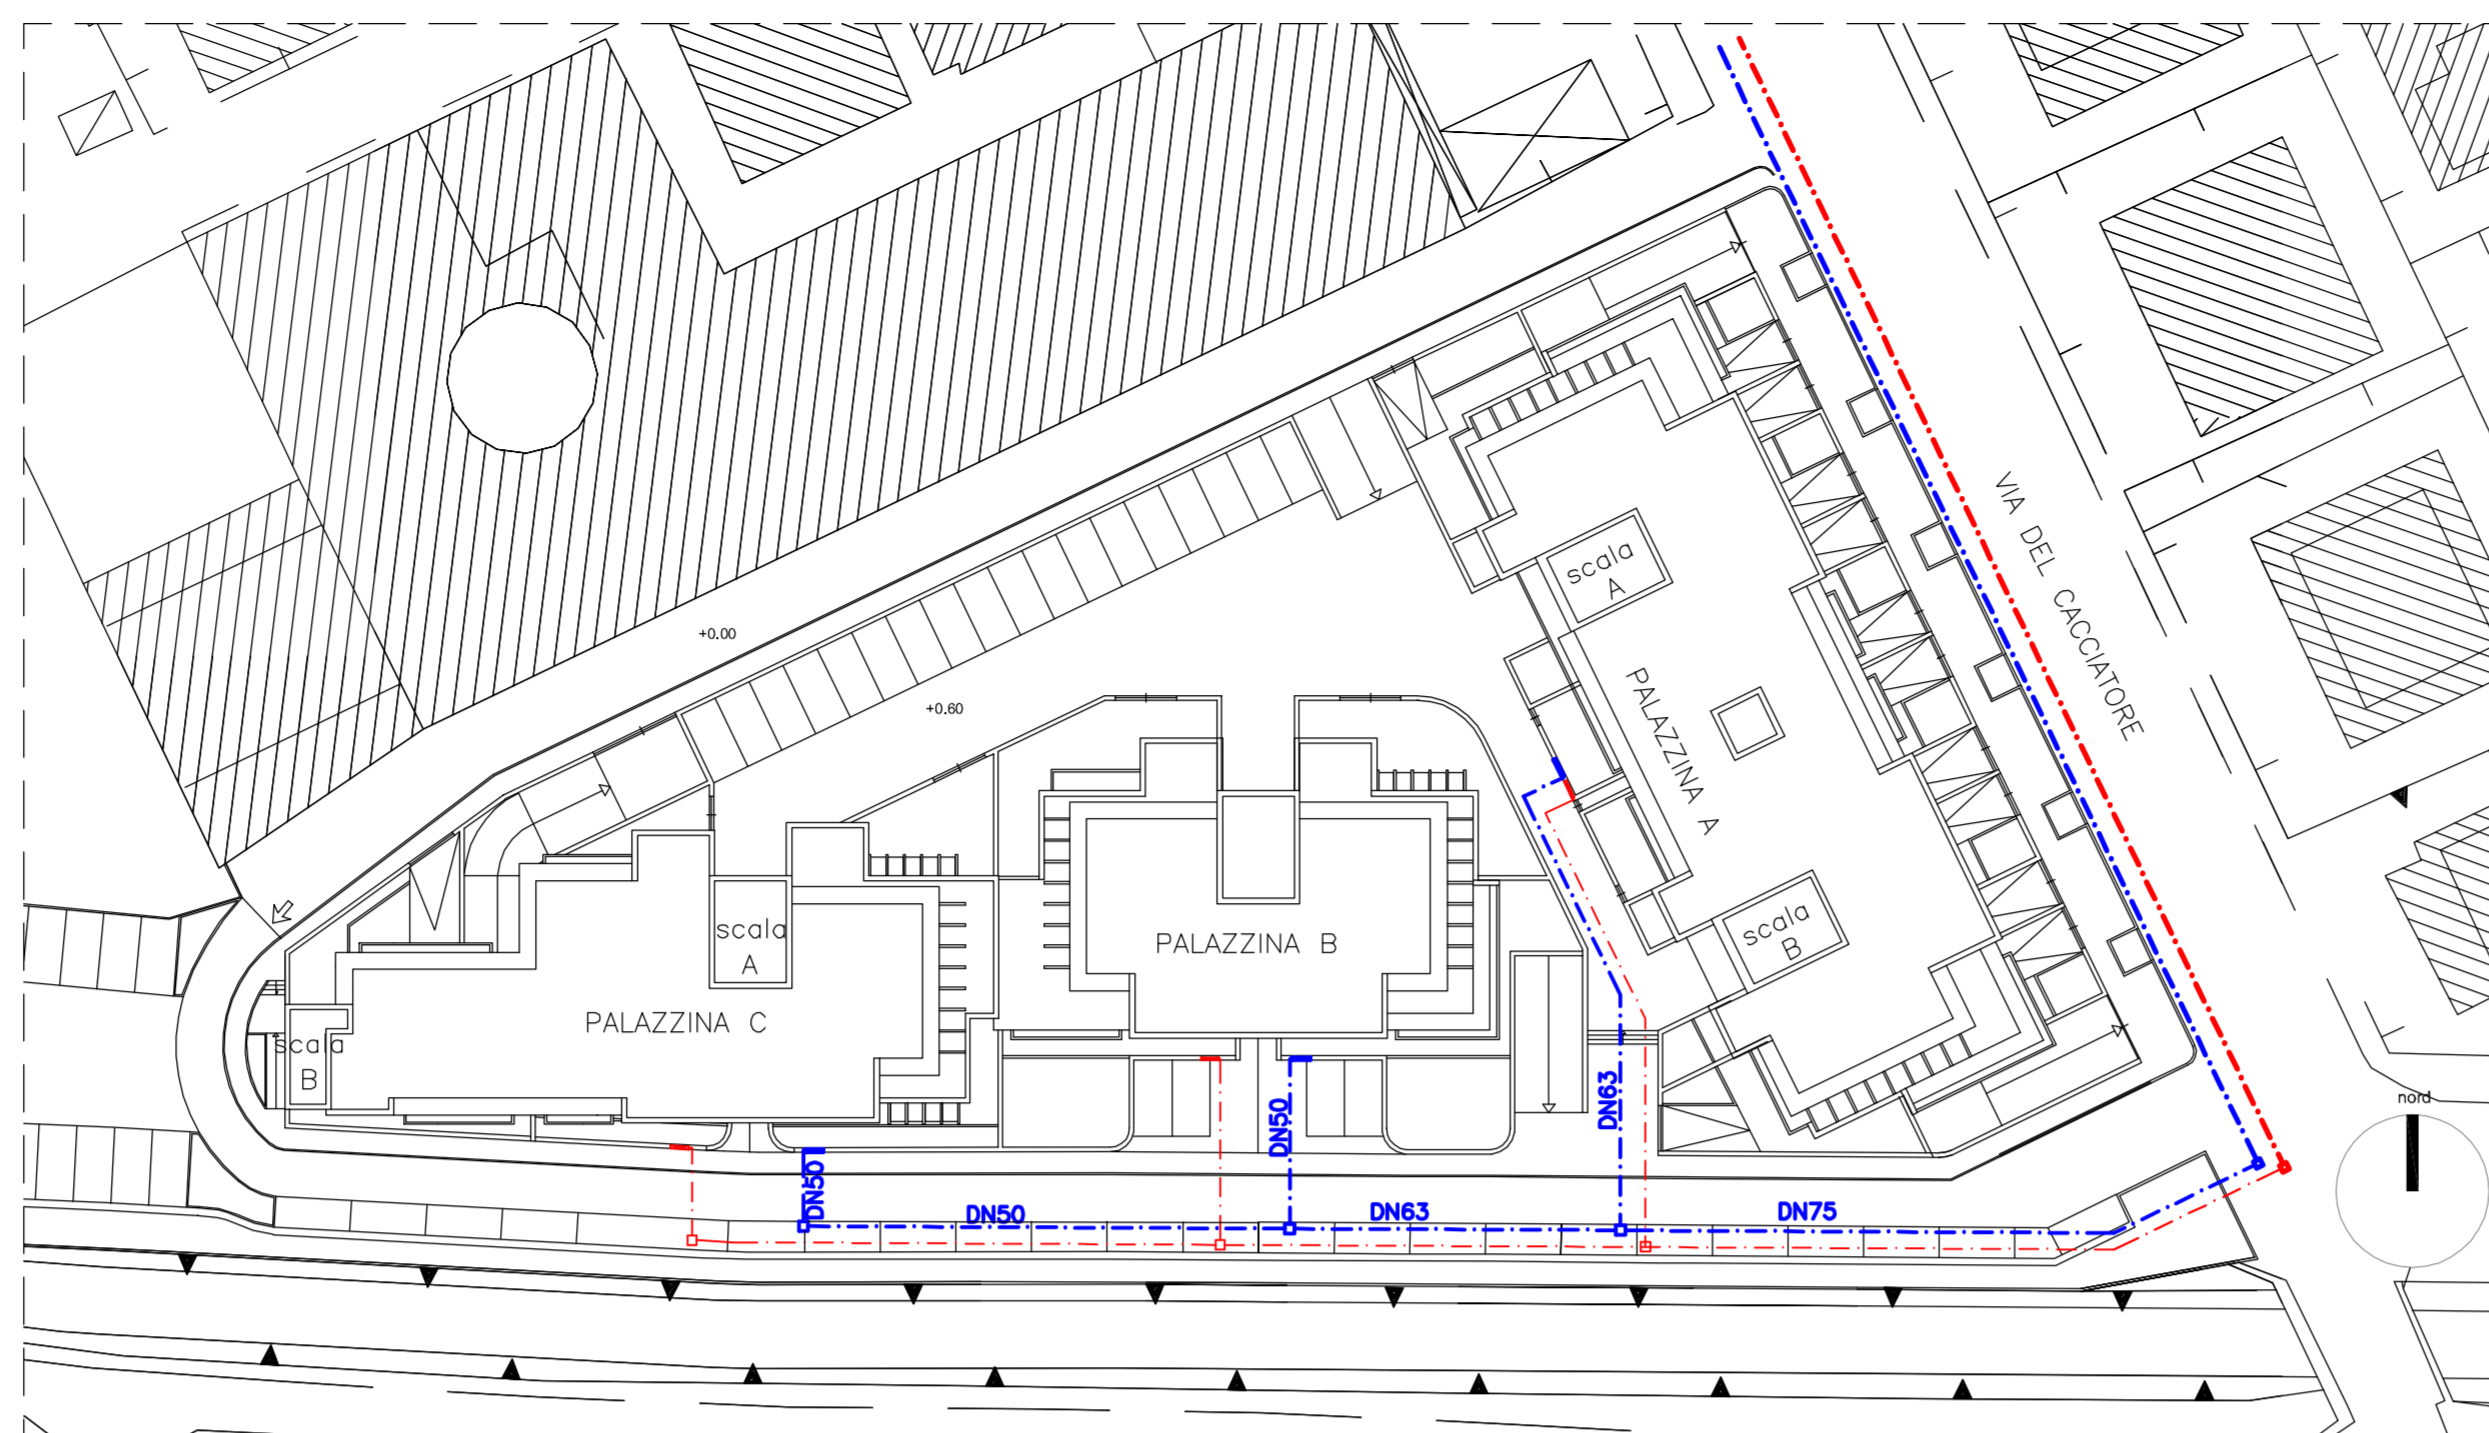 VIA DEL CACCIATORE
scala
A
+0.00
PALAZZINA A
+0.60
scala
A
scala
B
PALAZZINA B
PALAZZINA C
scala
B
nord
DN50
DN63
DN50
DN50
DN63
DN75